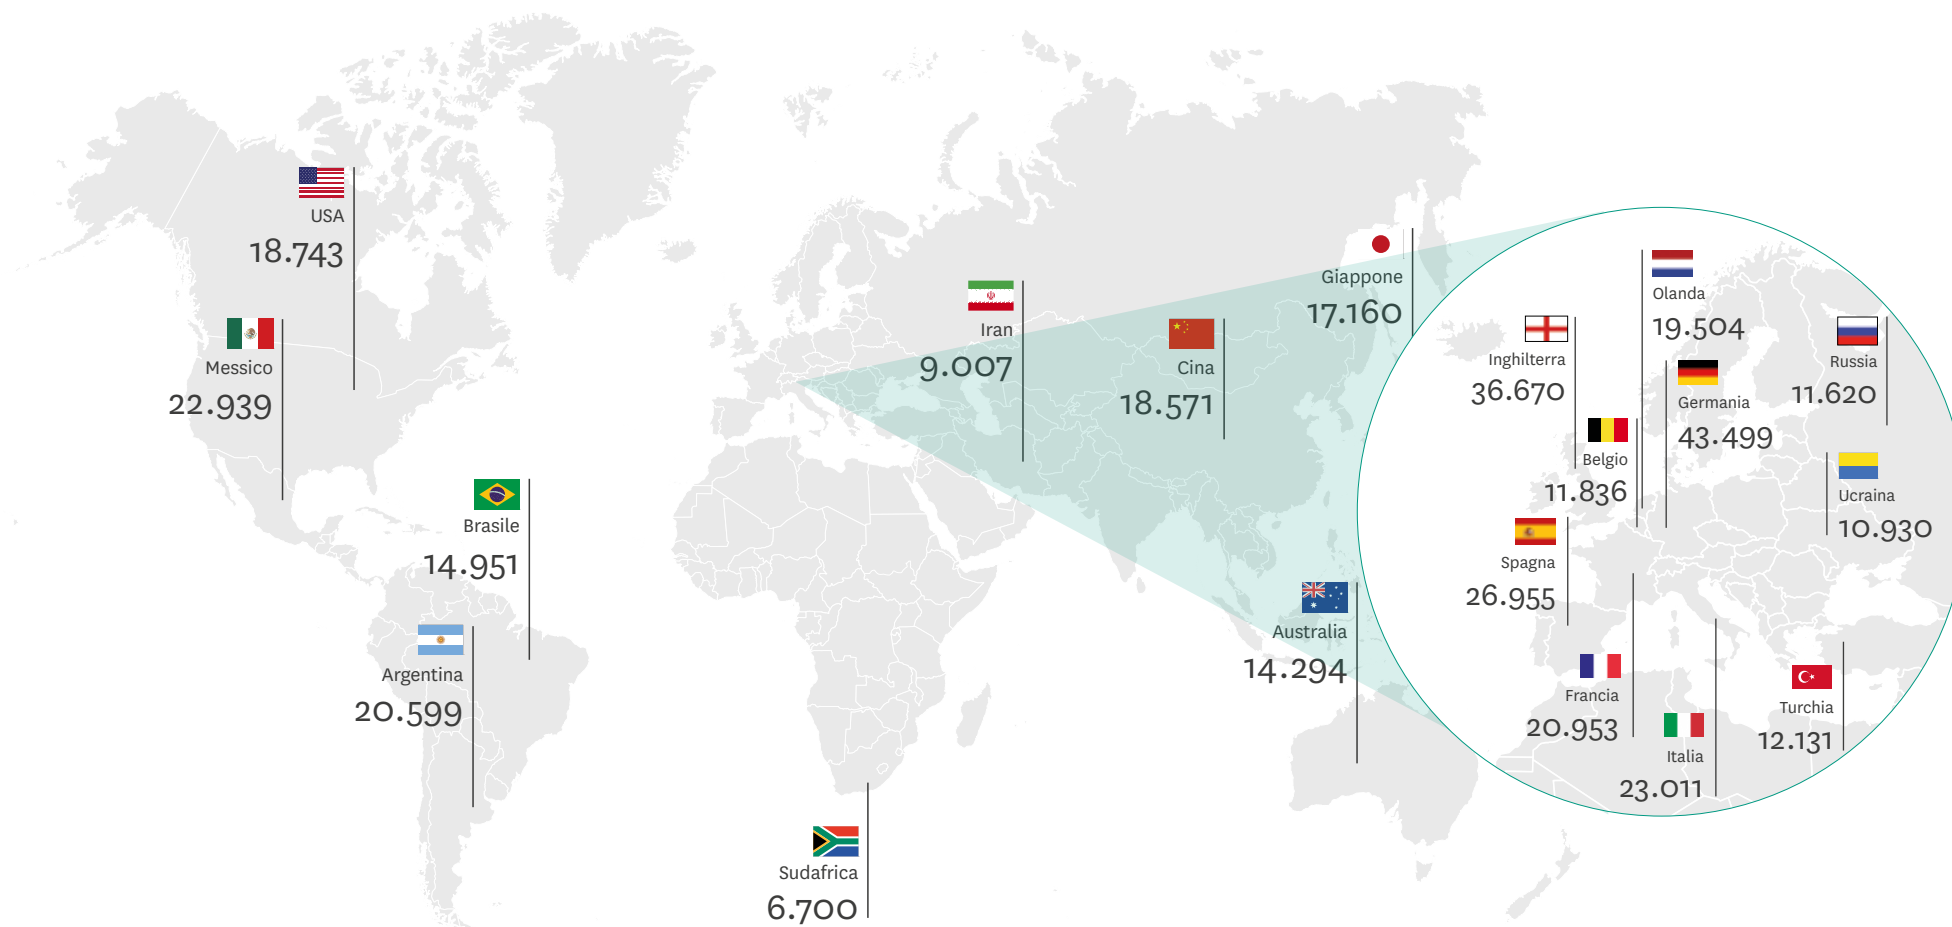 USA
18.743
Messico
22.939
Brasile
14.951
Argentina
20.599
Sudafrica
6.700
Iran
9.007
Cina
18.571
Giappone
17.160
Australia
14.294
Olanda
19.504
Inghilterra
36.670
Germania
43.499
Russia
11.620
Belgio
11.836
Ucraina
10.930
Spagna
26.955
Francia
20.953
Italia
23.011
Turchia
12.131